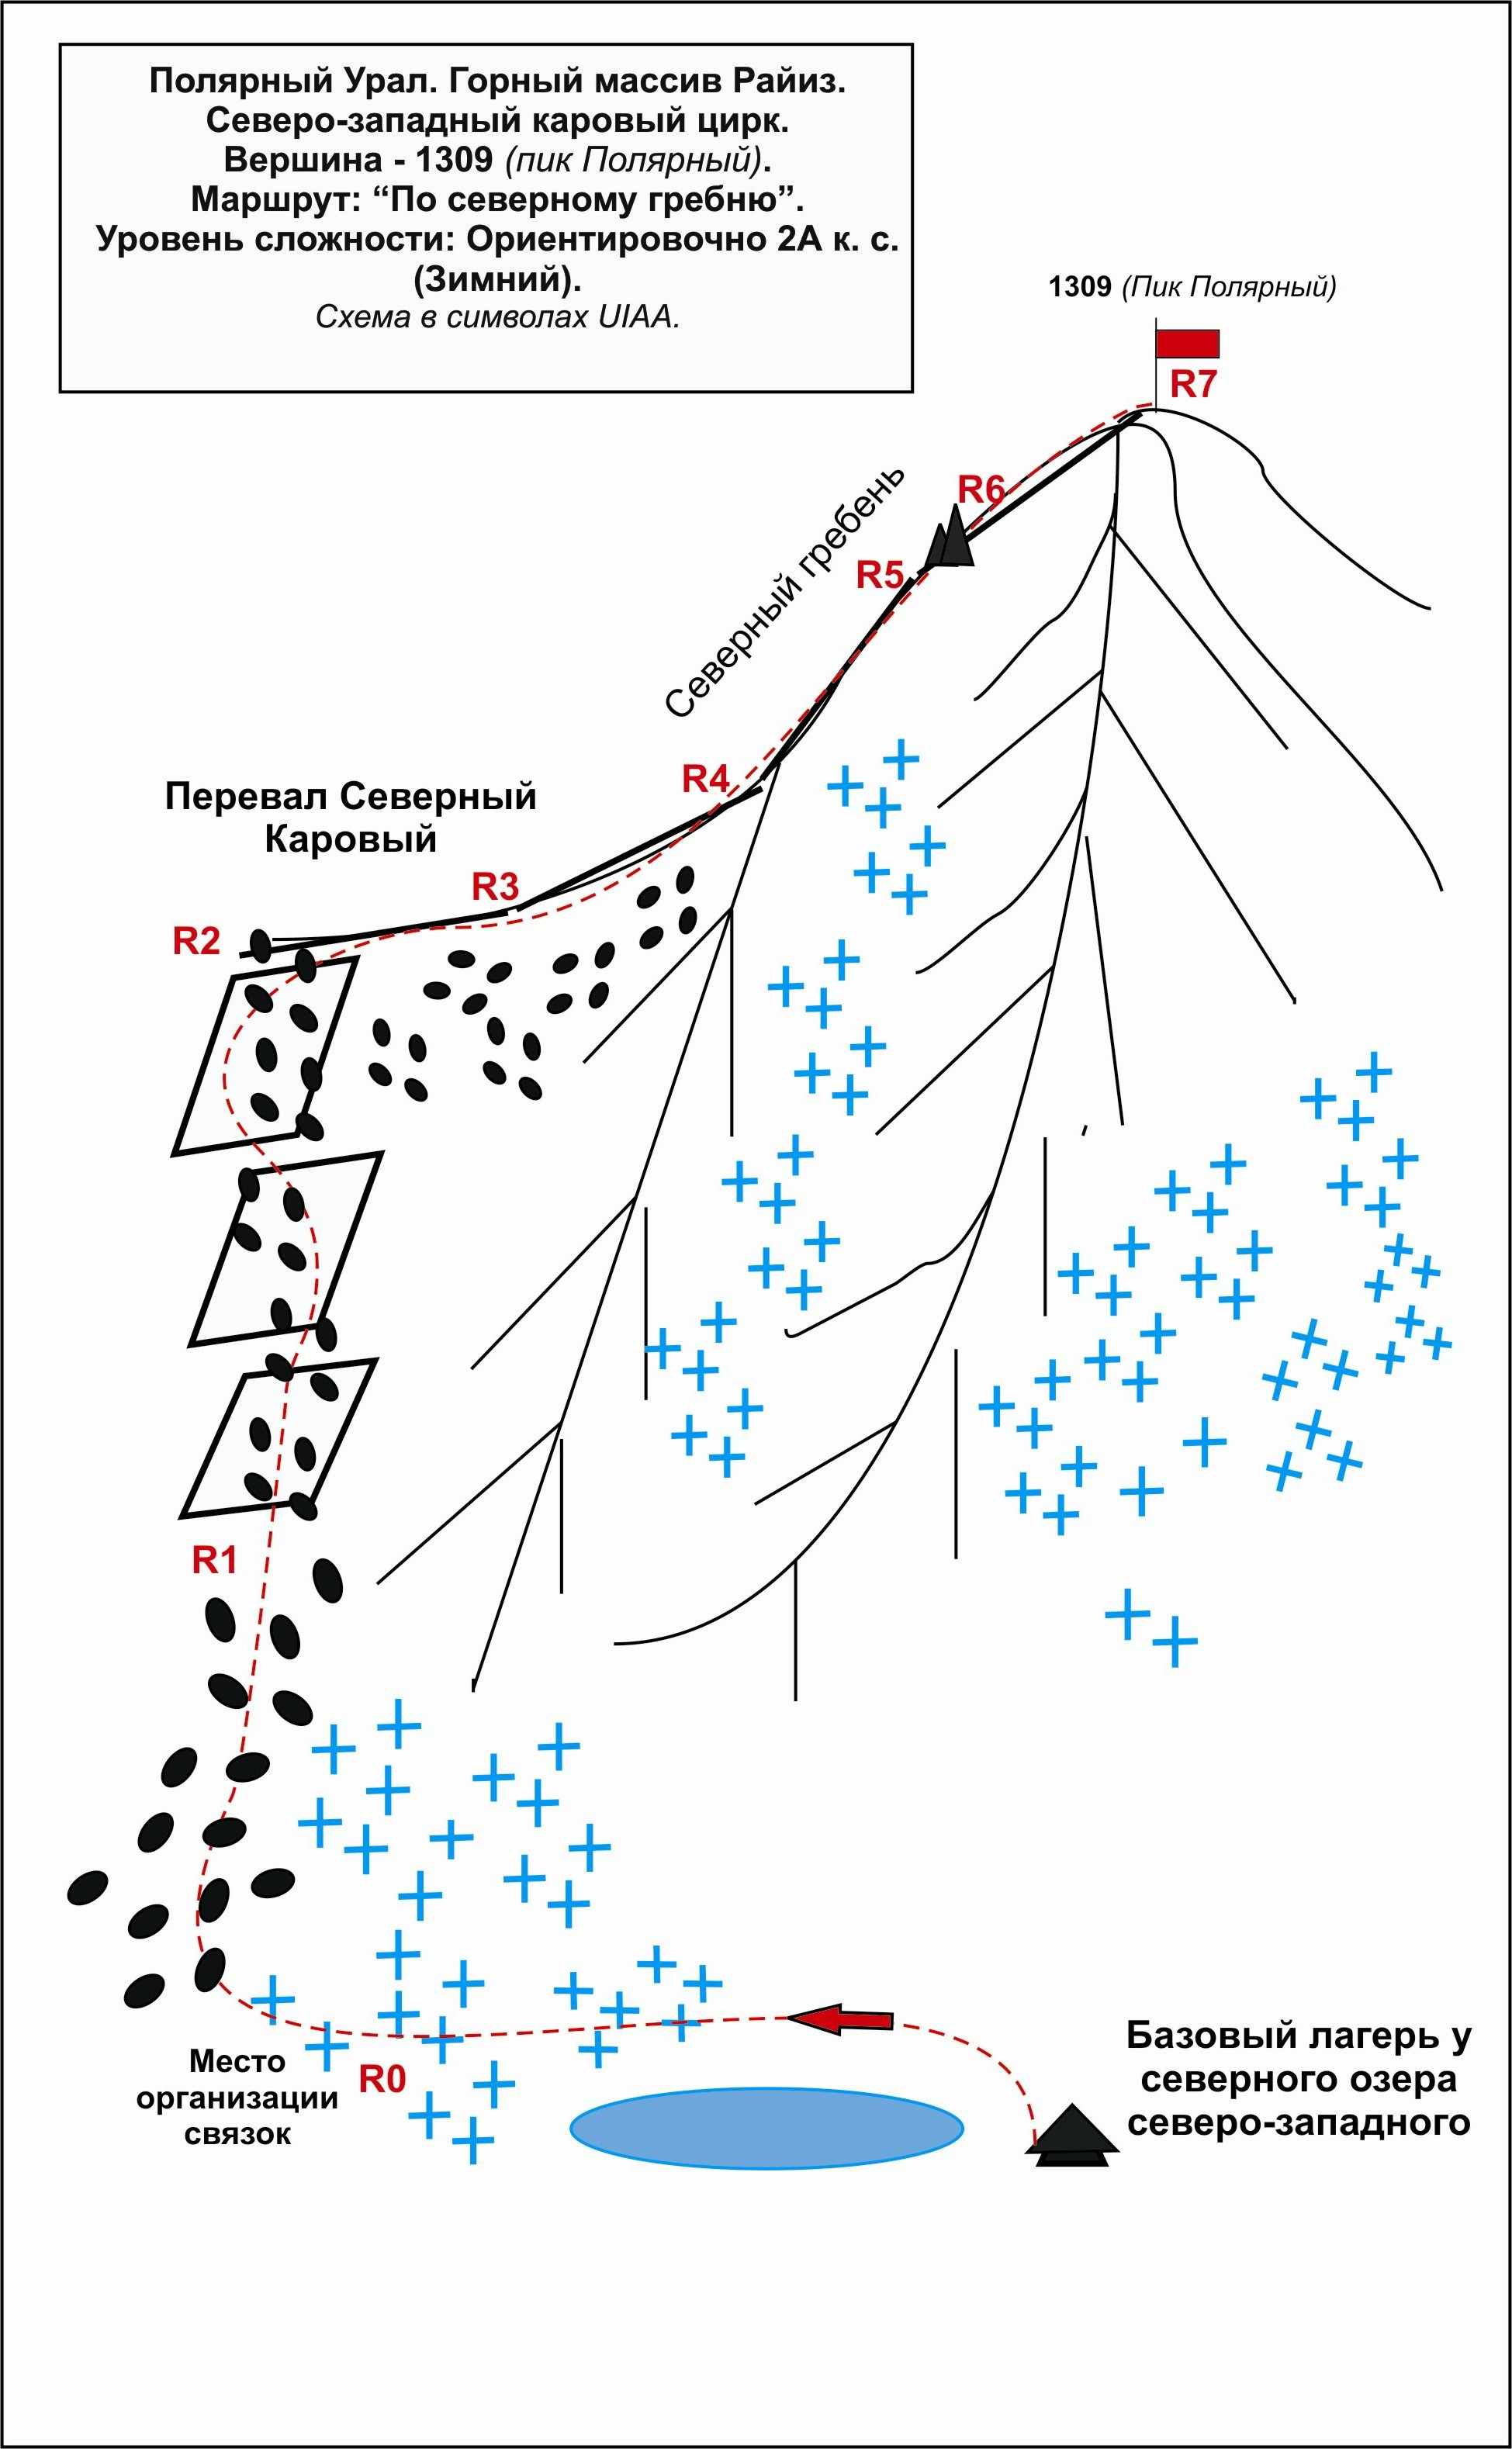 Полярный Урал. Горный массив Райиз.
Северо-западный каровый цирк.
Вершина - 1309 (пик Полярный).
Маршрут: “По северному гребню”.
Уровень сложности: Ориентировочно 2А к. с.
(Зимний).
Схема в символах UIAA.
1309 (Пик Полярный)
R7
R6
Северный гребень
R5
R4
Перевал Северный
Каровый
R3
R2
R1
Место
организации
связок
R0
Базовый лагерь у
северного озера
северо-западного